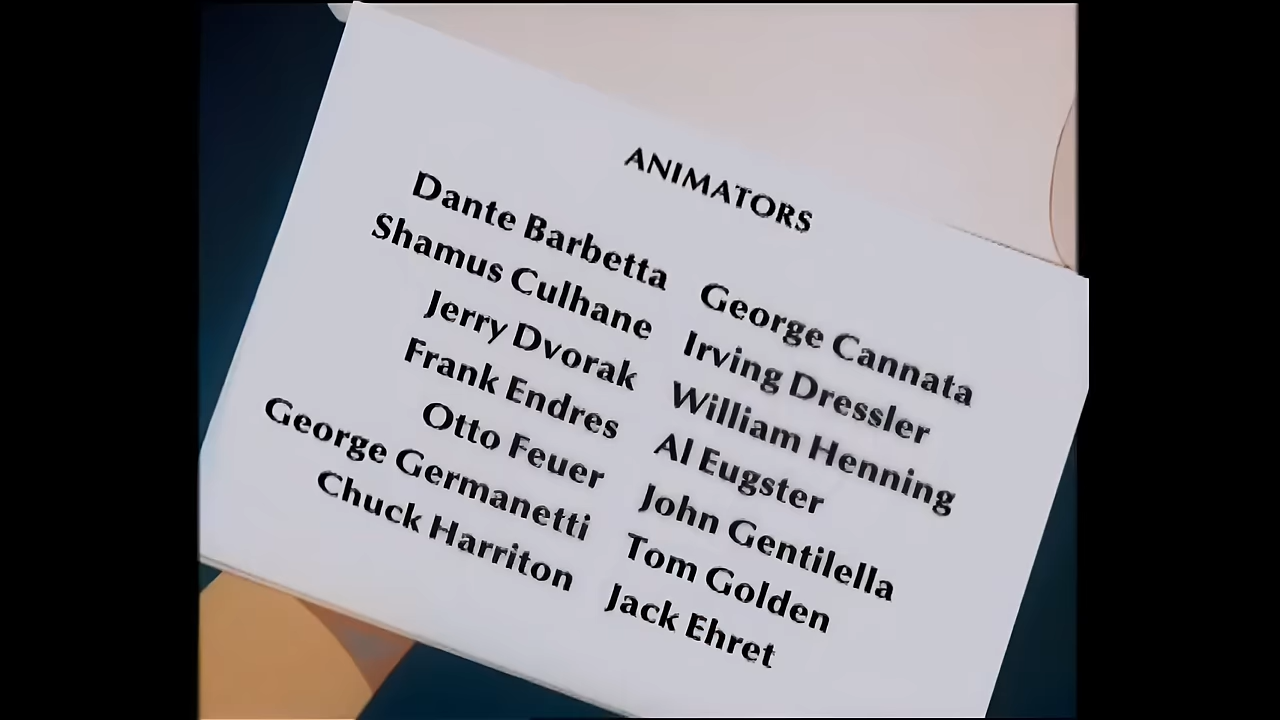 ANIMATORS
Dante Barbetta George Cannata
Shamus Culhane Irving Dressler
Jerry Dvorak William Henning
Frank Endres Al Eugster
Otto Feuer John Gentilella
George Germanetti Tom Golden
Chuck Harriton Jack Ehret